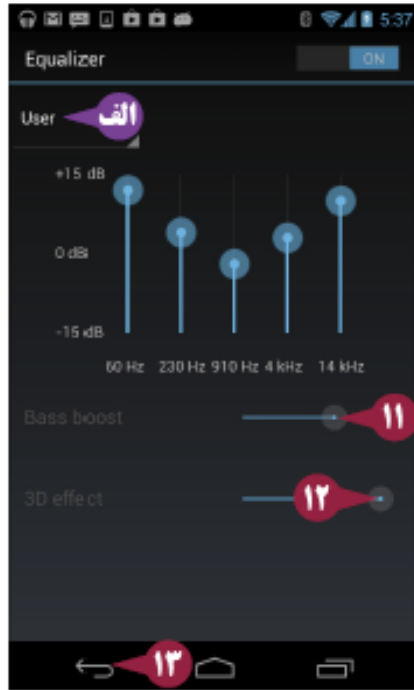 5:37
Equalizer ON
User الف
+15 dB
0 dB
-15 dB
60 Hz 230 Hz 910 Hz 4 kHz 14 kHz
Bass boost ۱۱
3D effect ۱۲
۱۳